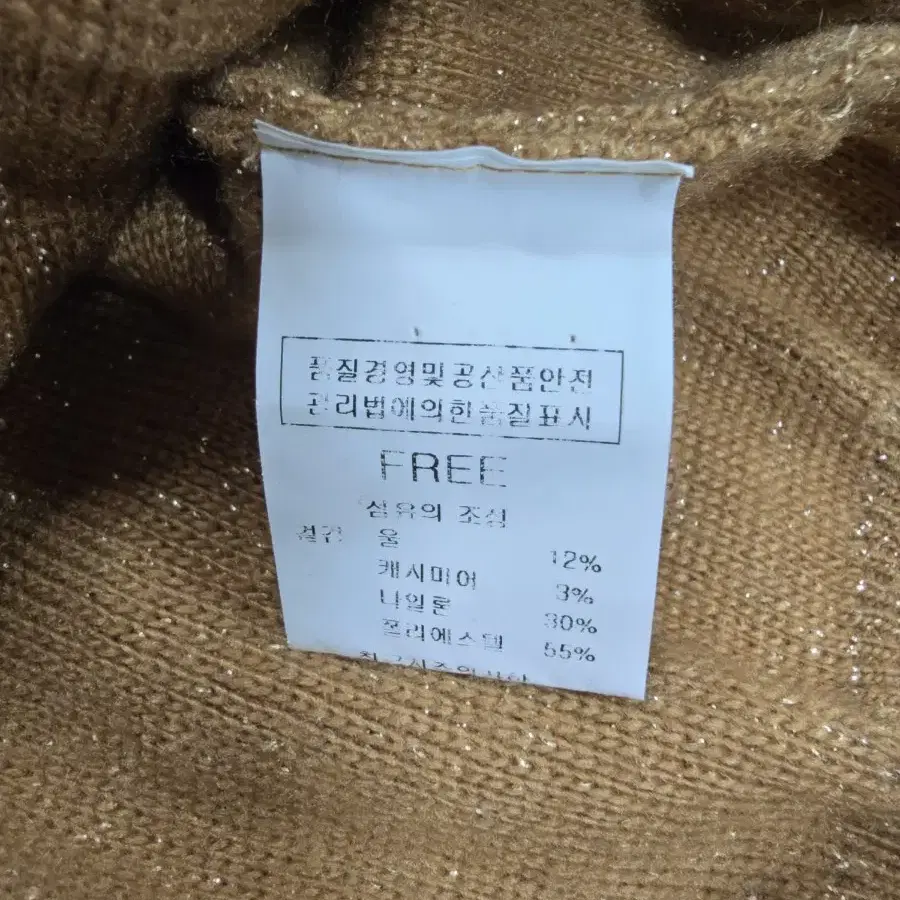 품질경영및공산품안전
관리법에의한품질표시
FREE
섬유의 조성
겉감 울 12%
캐시미어 3%
나일론 30%
폴리에스텔 55%